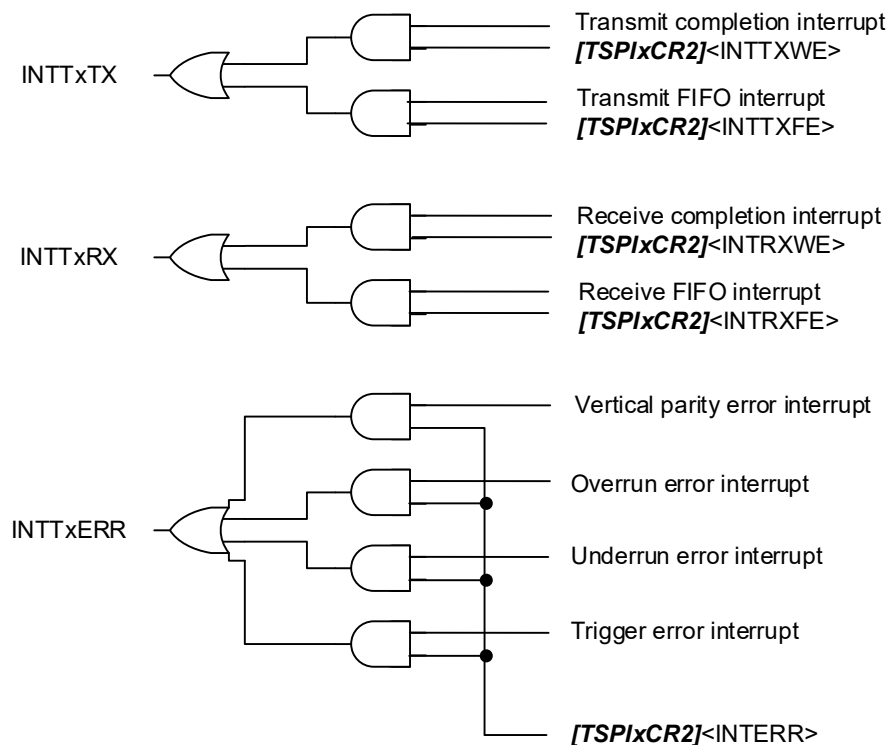 Transmit completion interrupt
INTTxTX
[TSPIxCR2]<INTTXWE>
Transmit FIFO interrupt
[TSPIxCR2]<INTTXFE>
Receive completion interrupt
INTTxRX
[TSPIxCR2]<INTRXWE>
Receive FIFO interrupt
[TSPIxCR2]<INTRXFE>
Vertical parity error interrupt
Overrun error interrupt
INTTxERR
Underrun error interrupt
Trigger error interrupt
[TSPIxCR2]<INTERR>